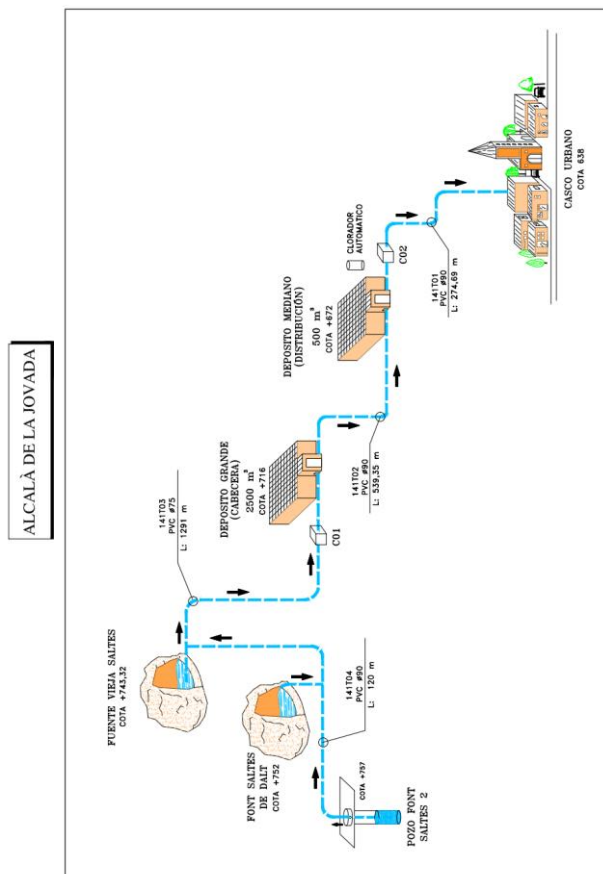 ALCALÀ DE LA JOVADA
FUENTE VIEJA SALTES
COTA +743,32
141T03
PVC ø75
L: 1291 m
FONT SALTES
DE DALT
COTA +752
141T04
PVC ø90
L: 120 m
COTA +757
POZO FONT
SALTES 2
C01
DEPOSITO GRANDE
(CABECERA)
2500 m³
COTA +716
141T02
PVC ø90
L: 539,35 m
DEPOSITO MEDIANO
(DISTRIBUCIÓN)
500 m³
COTA +672
CLORADOR
AUTOMATICO
C02
141T01
PVC ø90
L: 274,69 m
CASCO URBANO
COTA 638